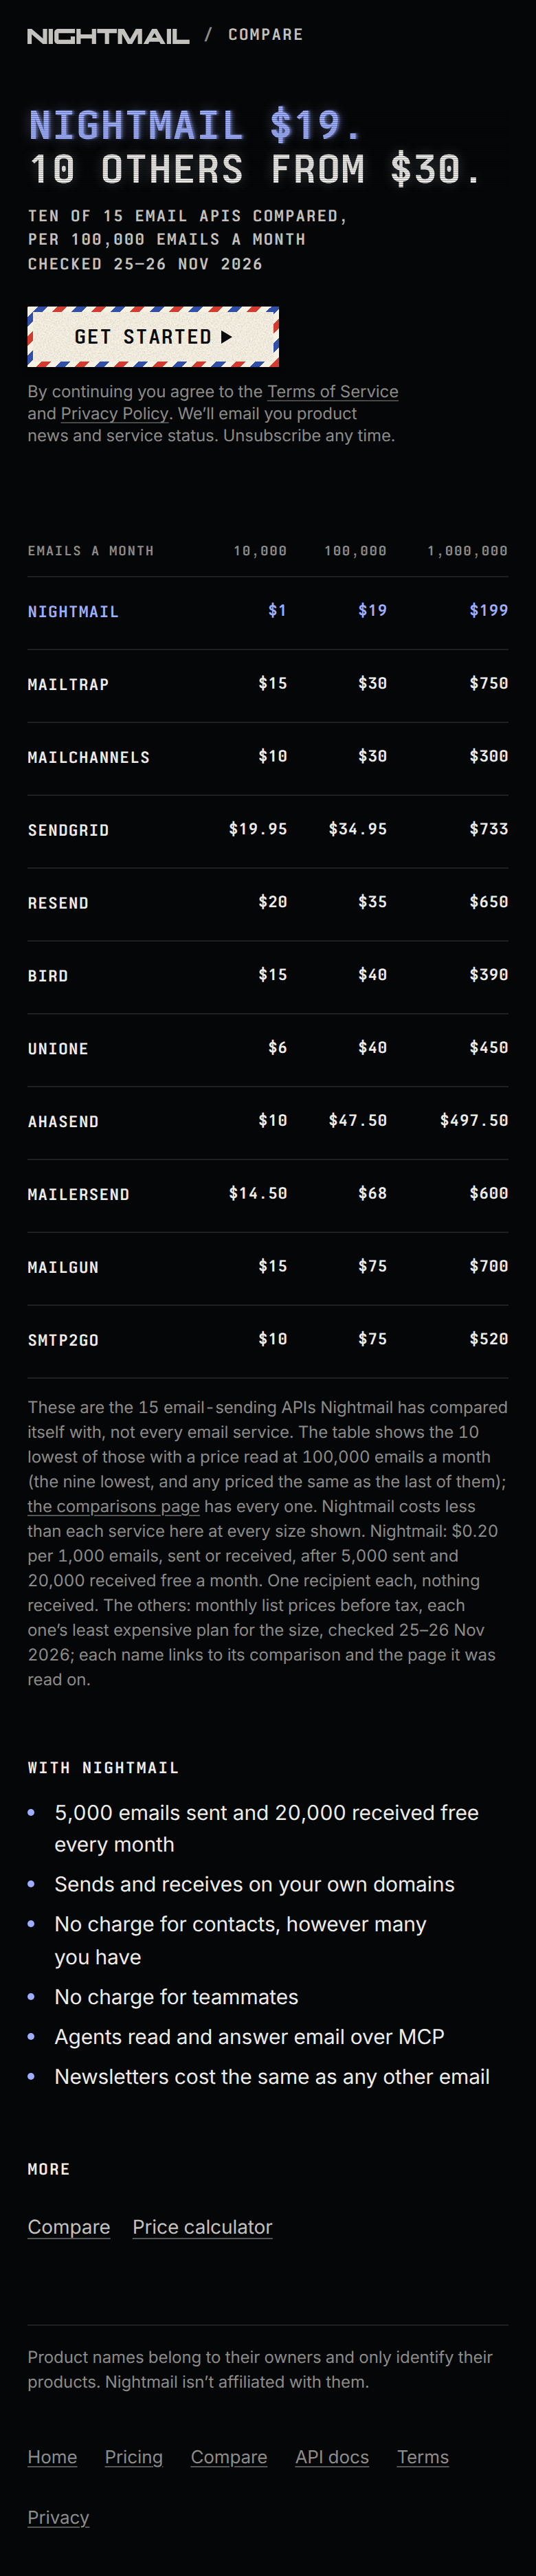 NIGHTMAIL / COMPARE
NIGHTMAIL $19.
10 OTHERS FROM $30.
TEN OF 15 EMAIL APIS COMPARED,
PER 100,000 EMAILS A MONTH
CHECKED 25–26 NOV 2026
GET STARTED ▶
By continuing you agree to the Terms of Service
and Privacy Policy. We’ll email you product
news and service status. Unsubscribe any time.
EMAILS A MONTH 10,000 100,000 1,000,000
NIGHTMAIL $1 $19 $199
MAILTRAP $15 $30 $750
MAILCHANNELS $10 $30 $300
SENDGRID $19.95 $34.95 $733
RESEND $20 $35 $650
BIRD $15 $40 $390
UNIONE $6 $40 $450
AHASEND $10 $47.50 $497.50
MAILERSEND $14.50 $68 $600
MAILGUN $15 $75 $700
SMTP2GO $10 $75 $520
These are the 15 email-sending APIs Nightmail has compared
itself with, not every email service. The table shows the 10
lowest of those with a price read at 100,000 emails a month
(the nine lowest, and any priced the same as the last of them);
the comparisons page has every one. Nightmail costs less
than each service here at every size shown. Nightmail: $0.20
per 1,000 emails, sent or received, after 5,000 sent and
20,000 received free a month. One recipient each, nothing
received. The others: monthly list prices before tax, each
one’s least expensive plan for the size, checked 25–26 Nov
2026; each name links to its comparison and the page it was
read on.
WITH NIGHTMAIL
• 5,000 emails sent and 20,000 received free
every month
• Sends and receives on your own domains
• No charge for contacts, however many
you have
• No charge for teammates
• Agents read and answer email over MCP
• Newsletters cost the same as any other email
MORE
Compare Price calculator
Product names belong to their owners and only identify their
products. Nightmail isn’t affiliated with them.
Home Pricing Compare API docs Terms
Privacy